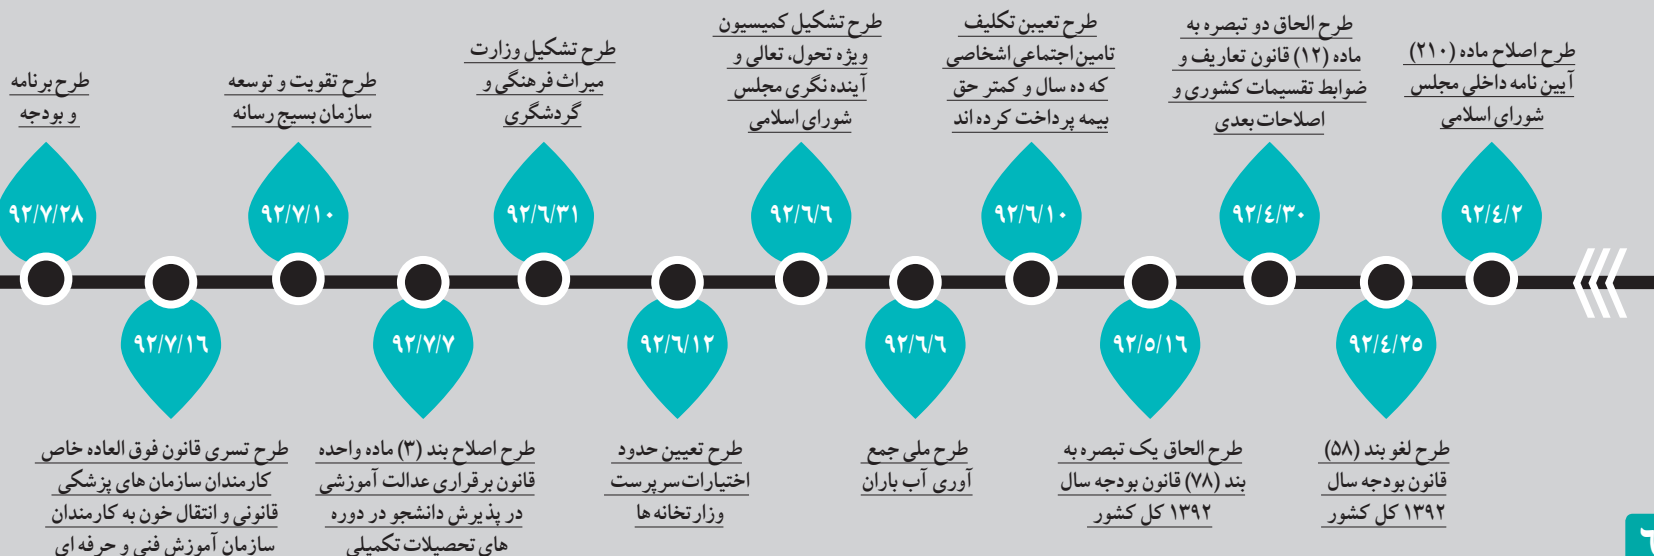 طرح اصلاح ماده (۲۱۰)
آیین نامه داخلی مجلس
شورای اسلامی
۹۲/۴/۲
طرح لغو بند (۵۸)
قانون بودجه سال
۱۳۹۲ کل کشور
۹۲/۴/۲۵
طرح الحاق دو تبصره به
ماده (۱۲) قانون تعاریف و
ضوابط تقسیمات کشوری و
اصلاحات بعدی
۹۲/۴/۳۰
طرح الحاق یک تبصره به
بند (۷۸) قانون بودجه سال
۱۳۹۲ کل کشور
۹۲/۵/۱۶
طرح تعیین تکلیف
تامین اجتماعی اشخاصی
که ده سال و کمتر حق
بیمه پرداخت کرده اند
۹۲/۶/۱۰
طرح ملی جمع
آوری آب باران
۹۲/۶/۶
طرح تشکیل کمیسیون
ویژه تحول، تعالی و
آینده نگری مجلس
شورای اسلامی
۹۲/۶/۶
طرح تعیین حدود
اختیارات سرپرست
وزارتخانه ها
۹۲/۶/۱۲
طرح تشکیل وزارت
میراث فرهنگی و
گردشگری
۹۲/۶/۳۱
طرح اصلاح بند (۳) ماده واحده
قانون برقراری عدالت آموزشی
در پذیرش دانشجو در دوره
های تحصیلات تکمیلی
۹۲/۷/۷
طرح تقویت و توسعه
سازمان بسیج رسانه
۹۲/۷/۱۰
طرح تسری قانون فوق العاده خاص
کارمندان سازمان های پزشکی
قانونی و انتقال خون به کارمندان
سازمان آموزش فنی و حرفه ای
۹۲/۷/۱۶
طرح برنامه
و بودجه
۹۲/۷/۲۸
۶